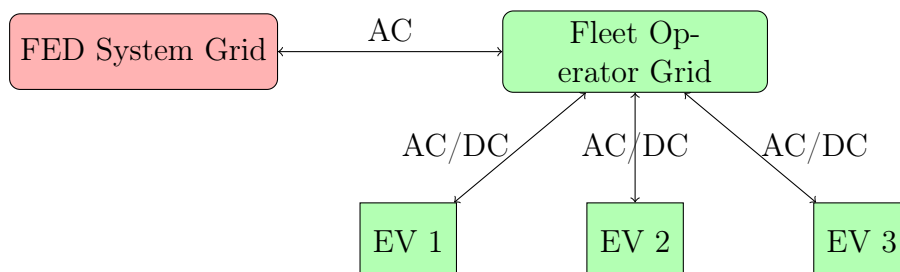 AC
FED System Grid
Fleet Op-
erator Grid
AC/DC
AC/DC
AC/DC
EV 1
EV 2
EV 3